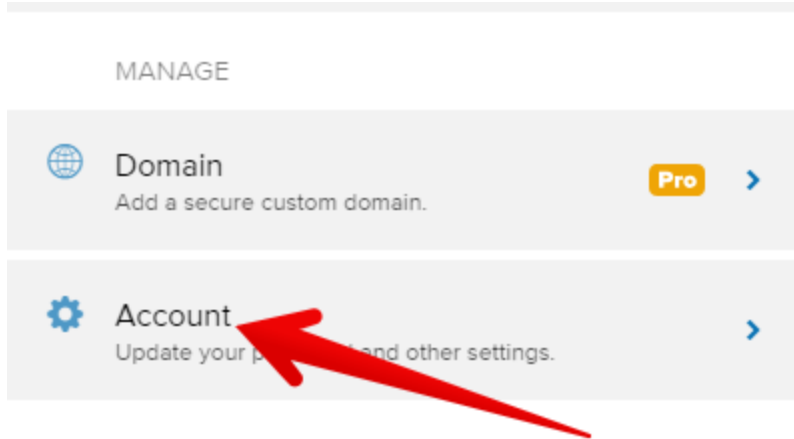 MANAGE
Domain
Add a secure custom domain.
Pro
Account
Update your and other settings.